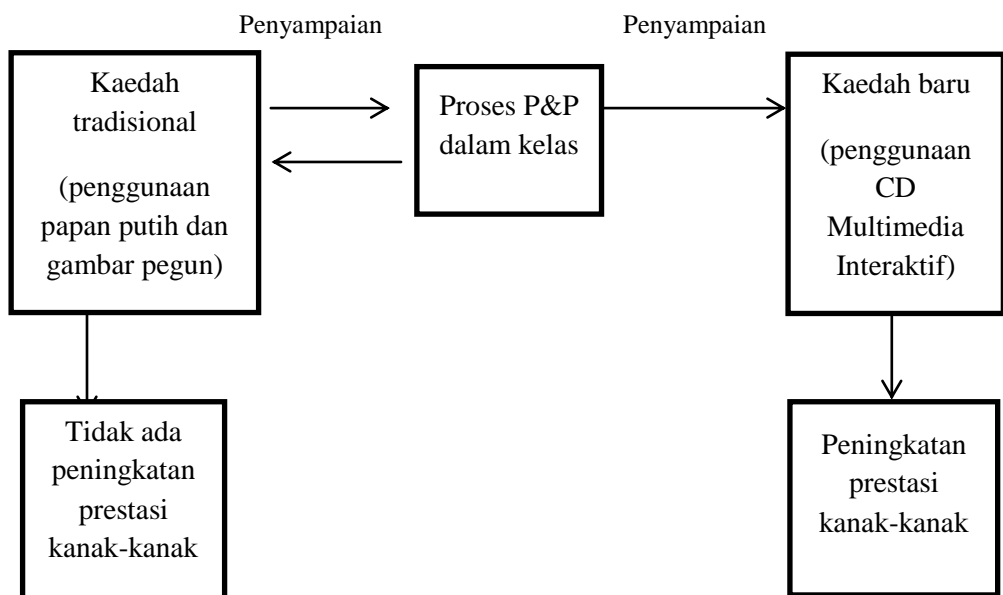 Penyampaian
Penyampaian
Kaedah
tradisional
(penggunaan
papan putih dan
gambar pegun)
Proses P&P
dalam kelas
Kaedah baru
(penggunaan
CD
Multimedia
Interaktif)
Tidak ada
peningkatan
prestasi
kanak-kanak
Peningkatan
prestasi
kanak-kanak